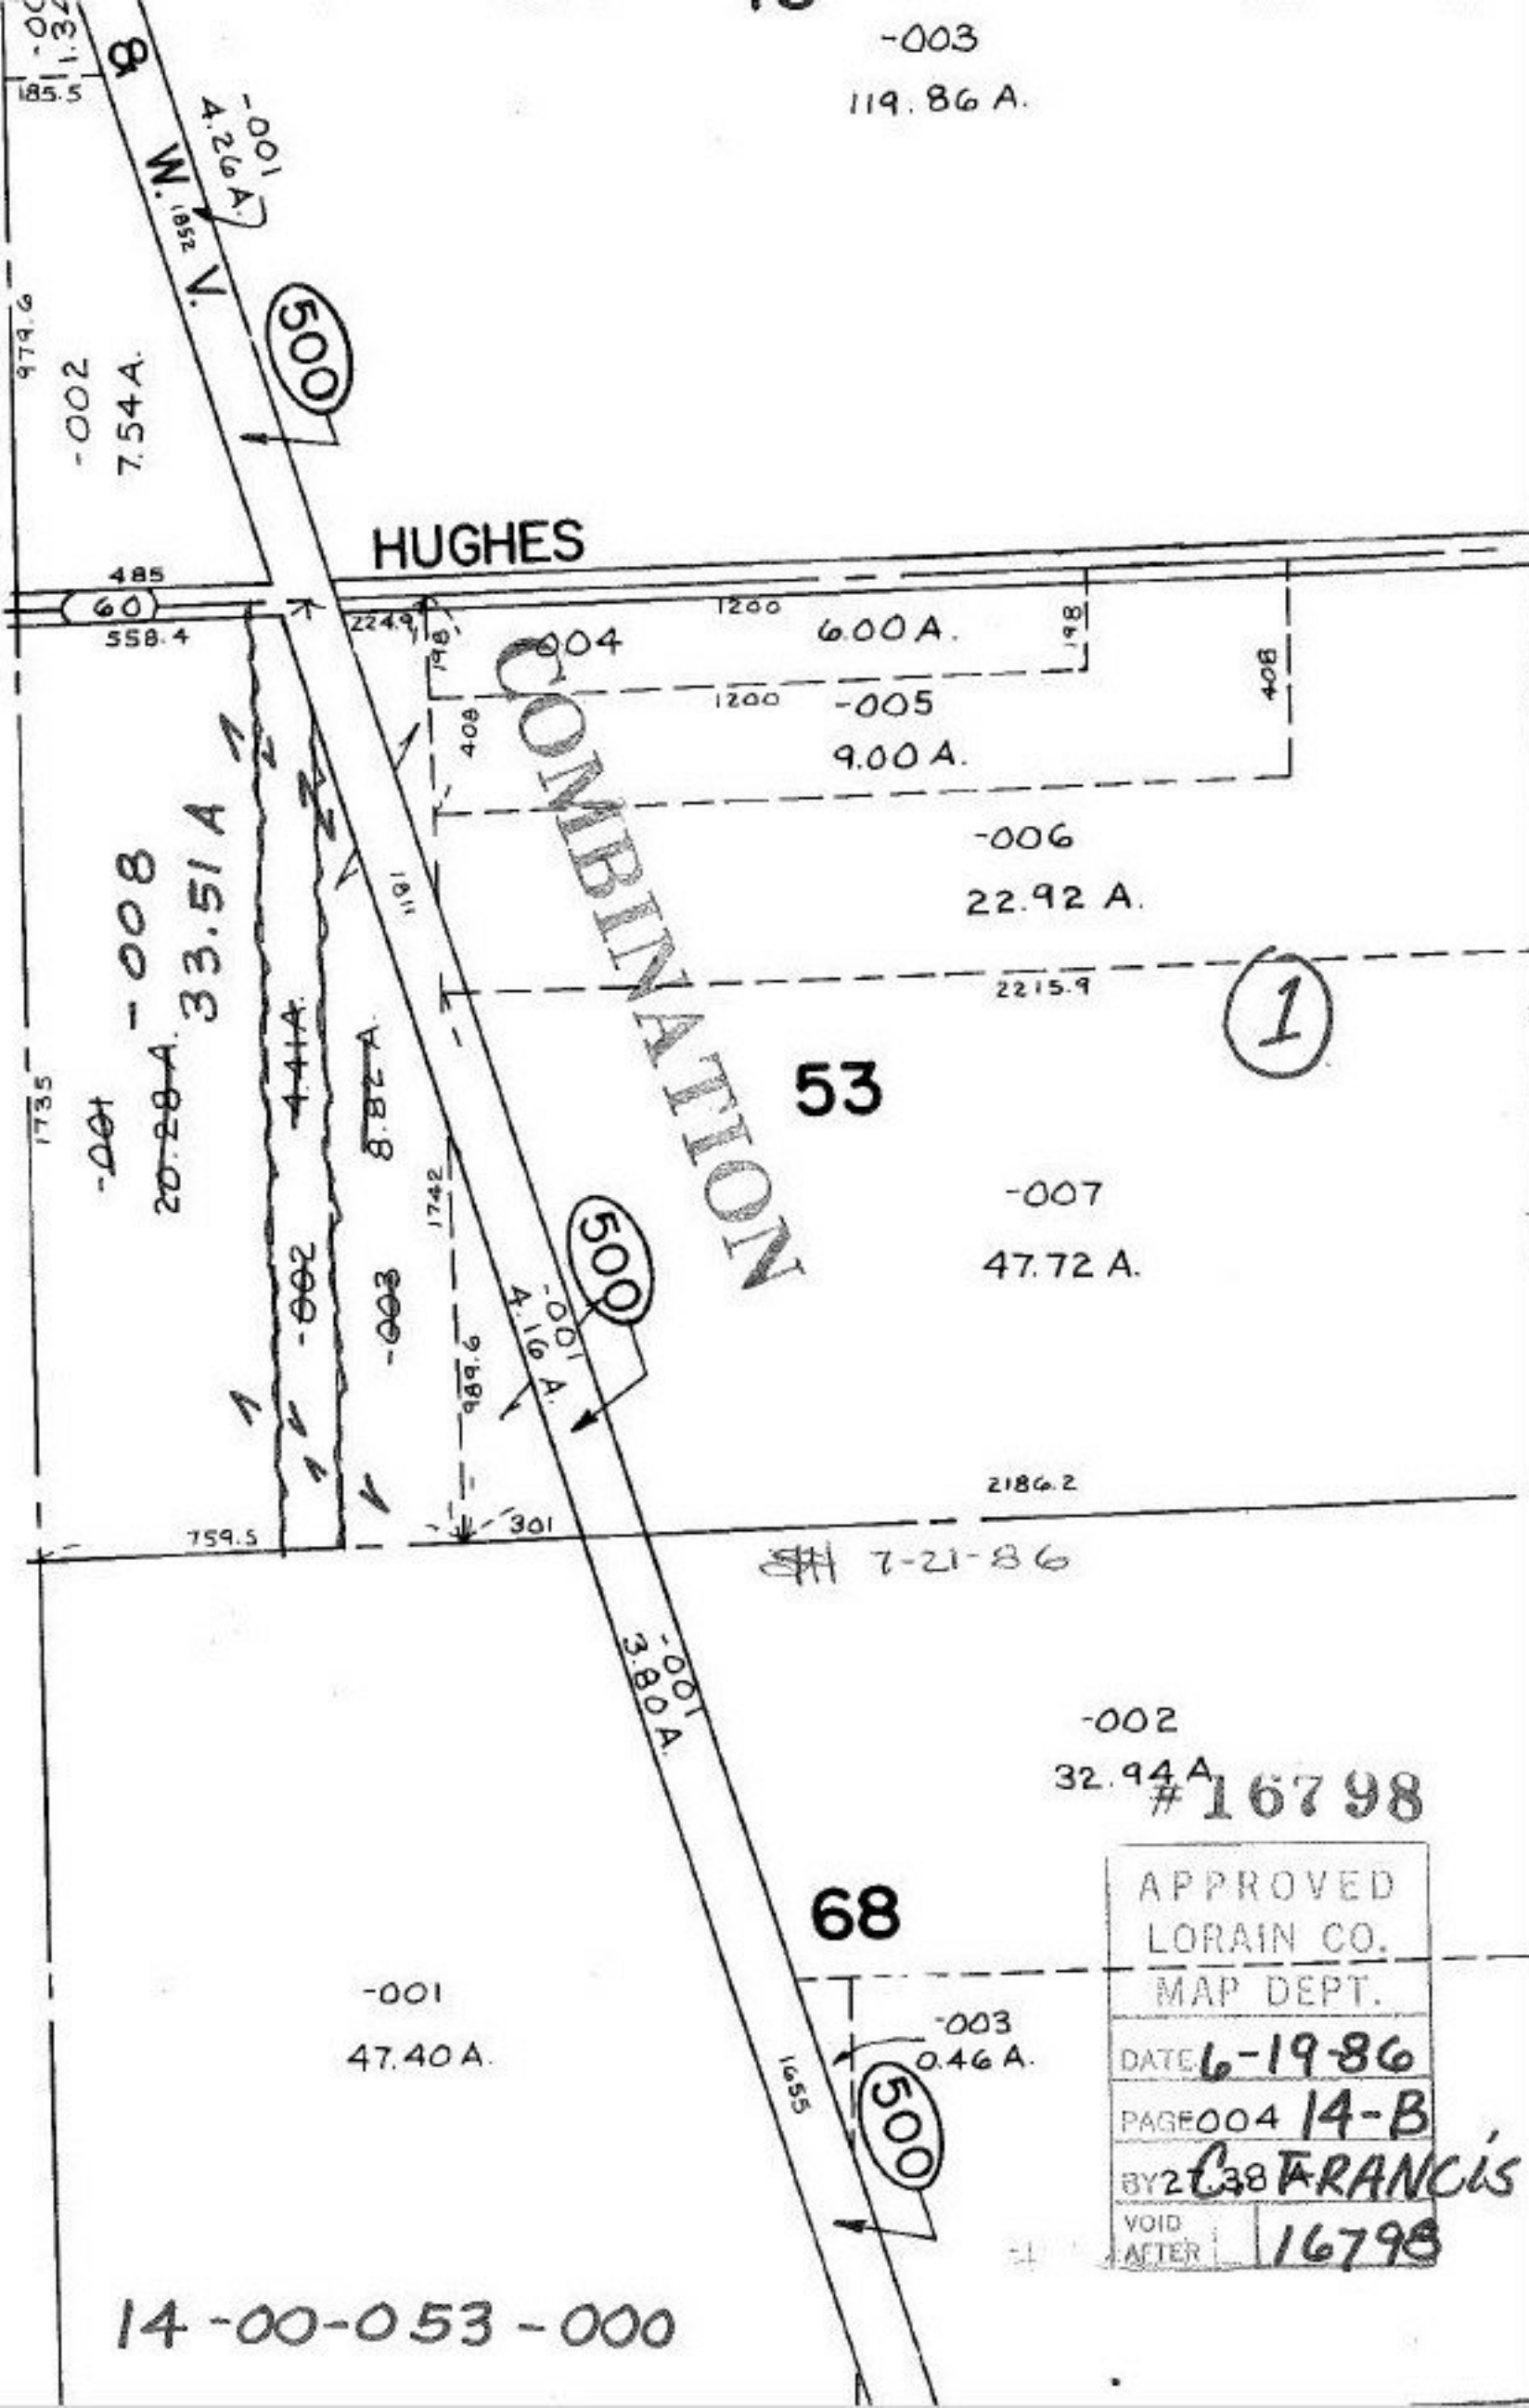 -003
119.86 A.
185.5
&
W. V.
1852
-001
4.26 A.
500
979.6
-002
7.54 A.
HUGHES
485
60
558.4
224.9
198
1200
-004
6.00 A.
198
408
1200
-005
9.00 A.
408
-006
22.92 A.
COMBINATION
2215.9
1
53
-007
47.72 A.
1811
-008
33.51 A
-001
20.28 A.
4.41 A.
-002
8.82 A.
-003
1735
1742
989.6
500
-001
4.16 A.
759.5
301
2186.2
7-21-86
-001
3.80 A.
-002
32.94 A
#16798
68
APPROVED
LORAIN CO.
MAP DEPT.
DATE 6-19-86
PAGE 004 14-B
BY C FRANCIS
VOID AFTER 16798
-001
47.40 A.
-003
0.46 A.
1655
500
14-00-053-000